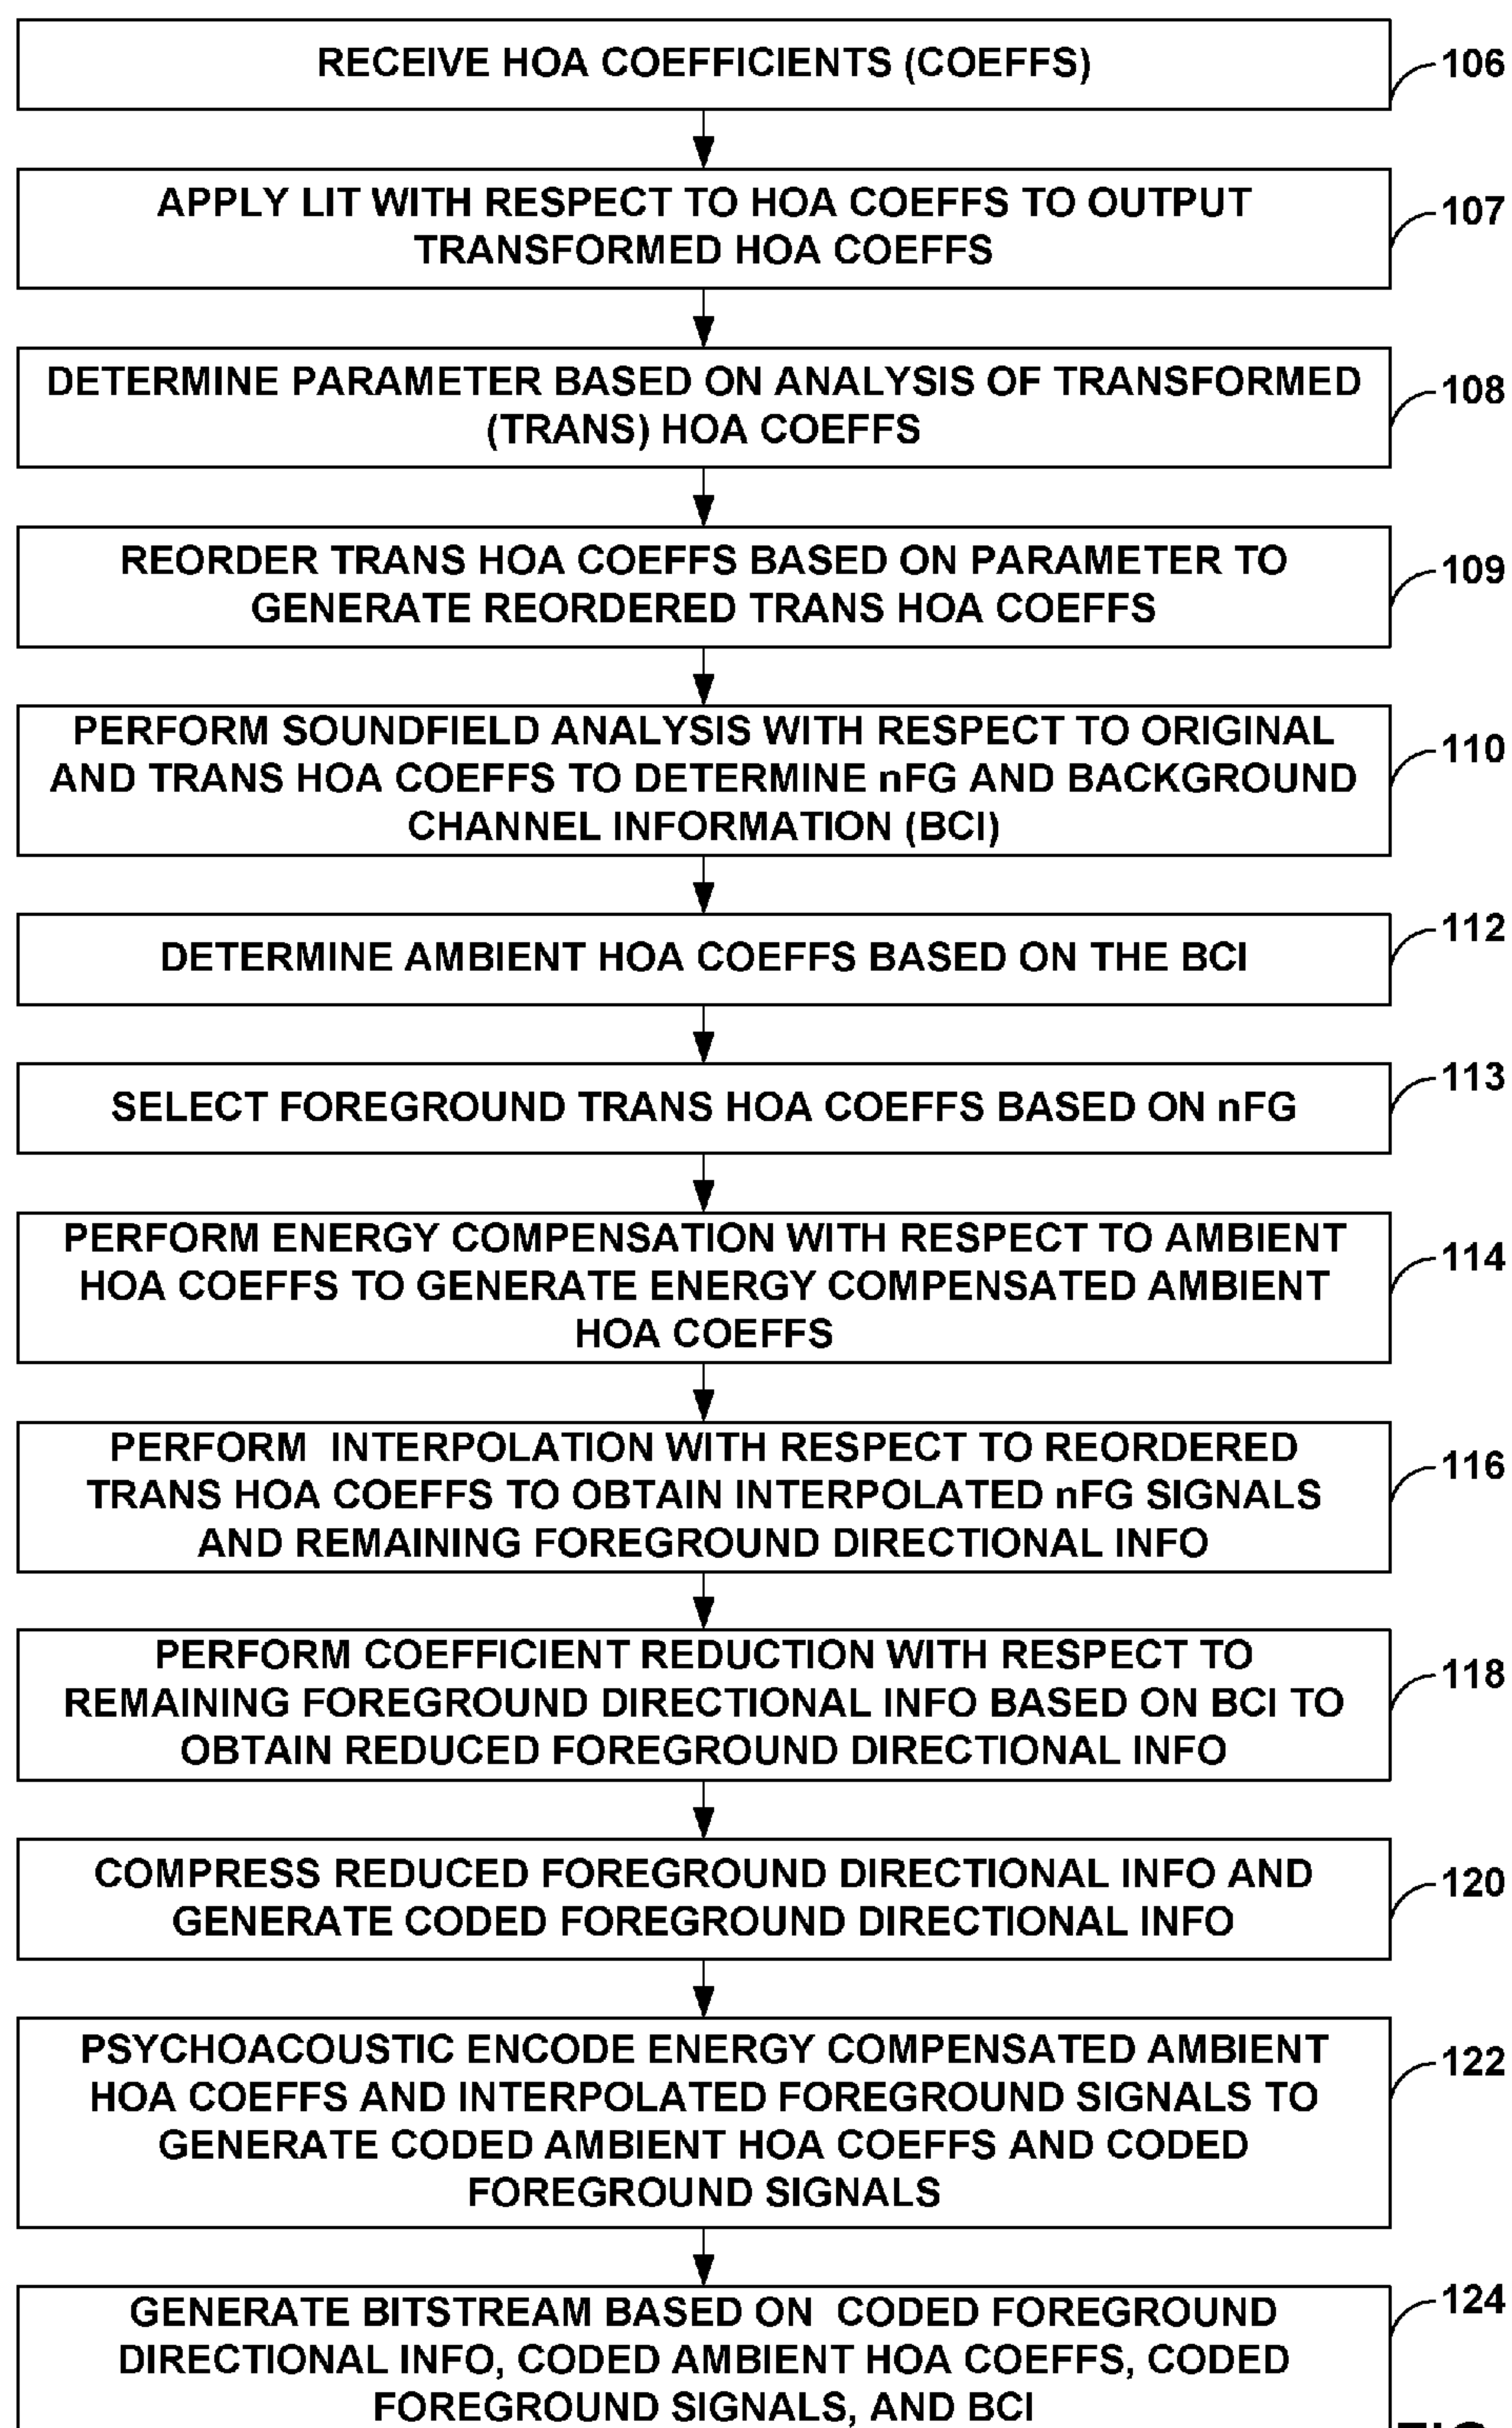 RECEIVE HOA COEFFICIENTS (COEFFS)
106
APPLY LIT WITH RESPECT TO HOA COEFFS TO OUTPUT
TRANSFORMED HOA COEFFS
107
DETERMINE PARAMETER BASED ON ANALYSIS OF TRANSFORMED
(TRANS) HOA COEFFS
108
REORDER TRANS HOA COEFFS BASED ON PARAMETER TO
GENERATE REORDERED TRANS HOA COEFFS
109
PERFORM SOUNDFIELD ANALYSIS WITH RESPECT TO ORIGINAL
AND TRANS HOA COEFFS TO DETERMINE nFG AND BACKGROUND
CHANNEL INFORMATION (BCI)
110
DETERMINE AMBIENT HOA COEFFS BASED ON THE BCI
112
SELECT FOREGROUND TRANS HOA COEFFS BASED ON nFG
113
PERFORM ENERGY COMPENSATION WITH RESPECT TO AMBIENT
HOA COEFFS TO GENERATE ENERGY COMPENSATED AMBIENT
HOA COEFFS
114
PERFORM INTERPOLATION WITH RESPECT TO REORDERED
TRANS HOA COEFFS TO OBTAIN INTERPOLATED nFG SIGNALS
AND REMAINING FOREGROUND DIRECTIONAL INFO
116
PERFORM COEFFICIENT REDUCTION WITH RESPECT TO
REMAINING FOREGROUND DIRECTIONAL INFO BASED ON BCI TO
OBTAIN REDUCED FOREGROUND DIRECTIONAL INFO
118
COMPRESS REDUCED FOREGROUND DIRECTIONAL INFO AND
GENERATE CODED FOREGROUND DIRECTIONAL INFO
120
PSYCHOACOUSTIC ENCODE ENERGY COMPENSATED AMBIENT
HOA COEFFS AND INTERPOLATED FOREGROUND SIGNALS TO
GENERATE CODED AMBIENT HOA COEFFS AND CODED
FOREGROUND SIGNALS
122
GENERATE BITSTREAM BASED ON CODED FOREGROUND
DIRECTIONAL INFO, CODED AMBIENT HOA COEFFS, CODED
FOREGROUND SIGNALS, AND BCI
124